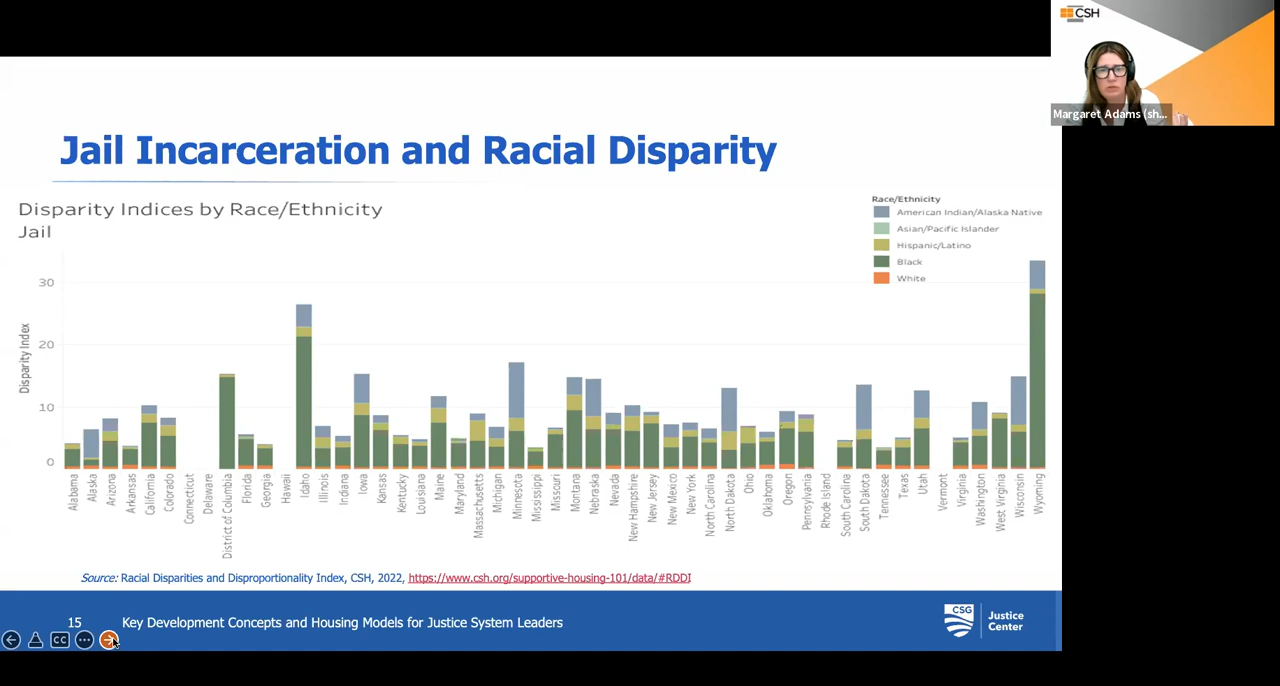 CSH
Margaret Adams (sh...
Jail Incarceration and Racial Disparity
Disparity Indices by Race/Ethnicity
Jail
Race/Ethnicity
American Indian/Alaska Native
Asian/Pacific Islander
Hispanic/Latino
Black
White
Disparity Index
30
20
10
0
Alabama
Alaska
Arizona
Arkansas
California
Colorado
Connecticut
Delaware
District of Columbia
Florida
Georgia
Hawaii
Idaho
Illinois
Indiana
Iowa
Kansas
Kentucky
Louisiana
Maine
Maryland
Massachusetts
Michigan
Minnesota
Mississippi
Missouri
Montana
Nebraska
Nevada
New Hampshire
New Jersey
New Mexico
New York
North Carolina
North Dakota
Ohio
Oklahoma
Oregon
Pennsylvania
Rhode Island
South Carolina
South Dakota
Tennessee
Texas
Utah
Vermont
Virginia
Washington
West Virginia
Wisconsin
Wyoming
Source: Racial Disparities and Disproportionality Index, CSH, 2022, https://www.csh.org/supportive-housing-101/data/#RDDI
15 Key Development Concepts and Housing Models for Justice System Leaders
CSG Justice
Center
CC